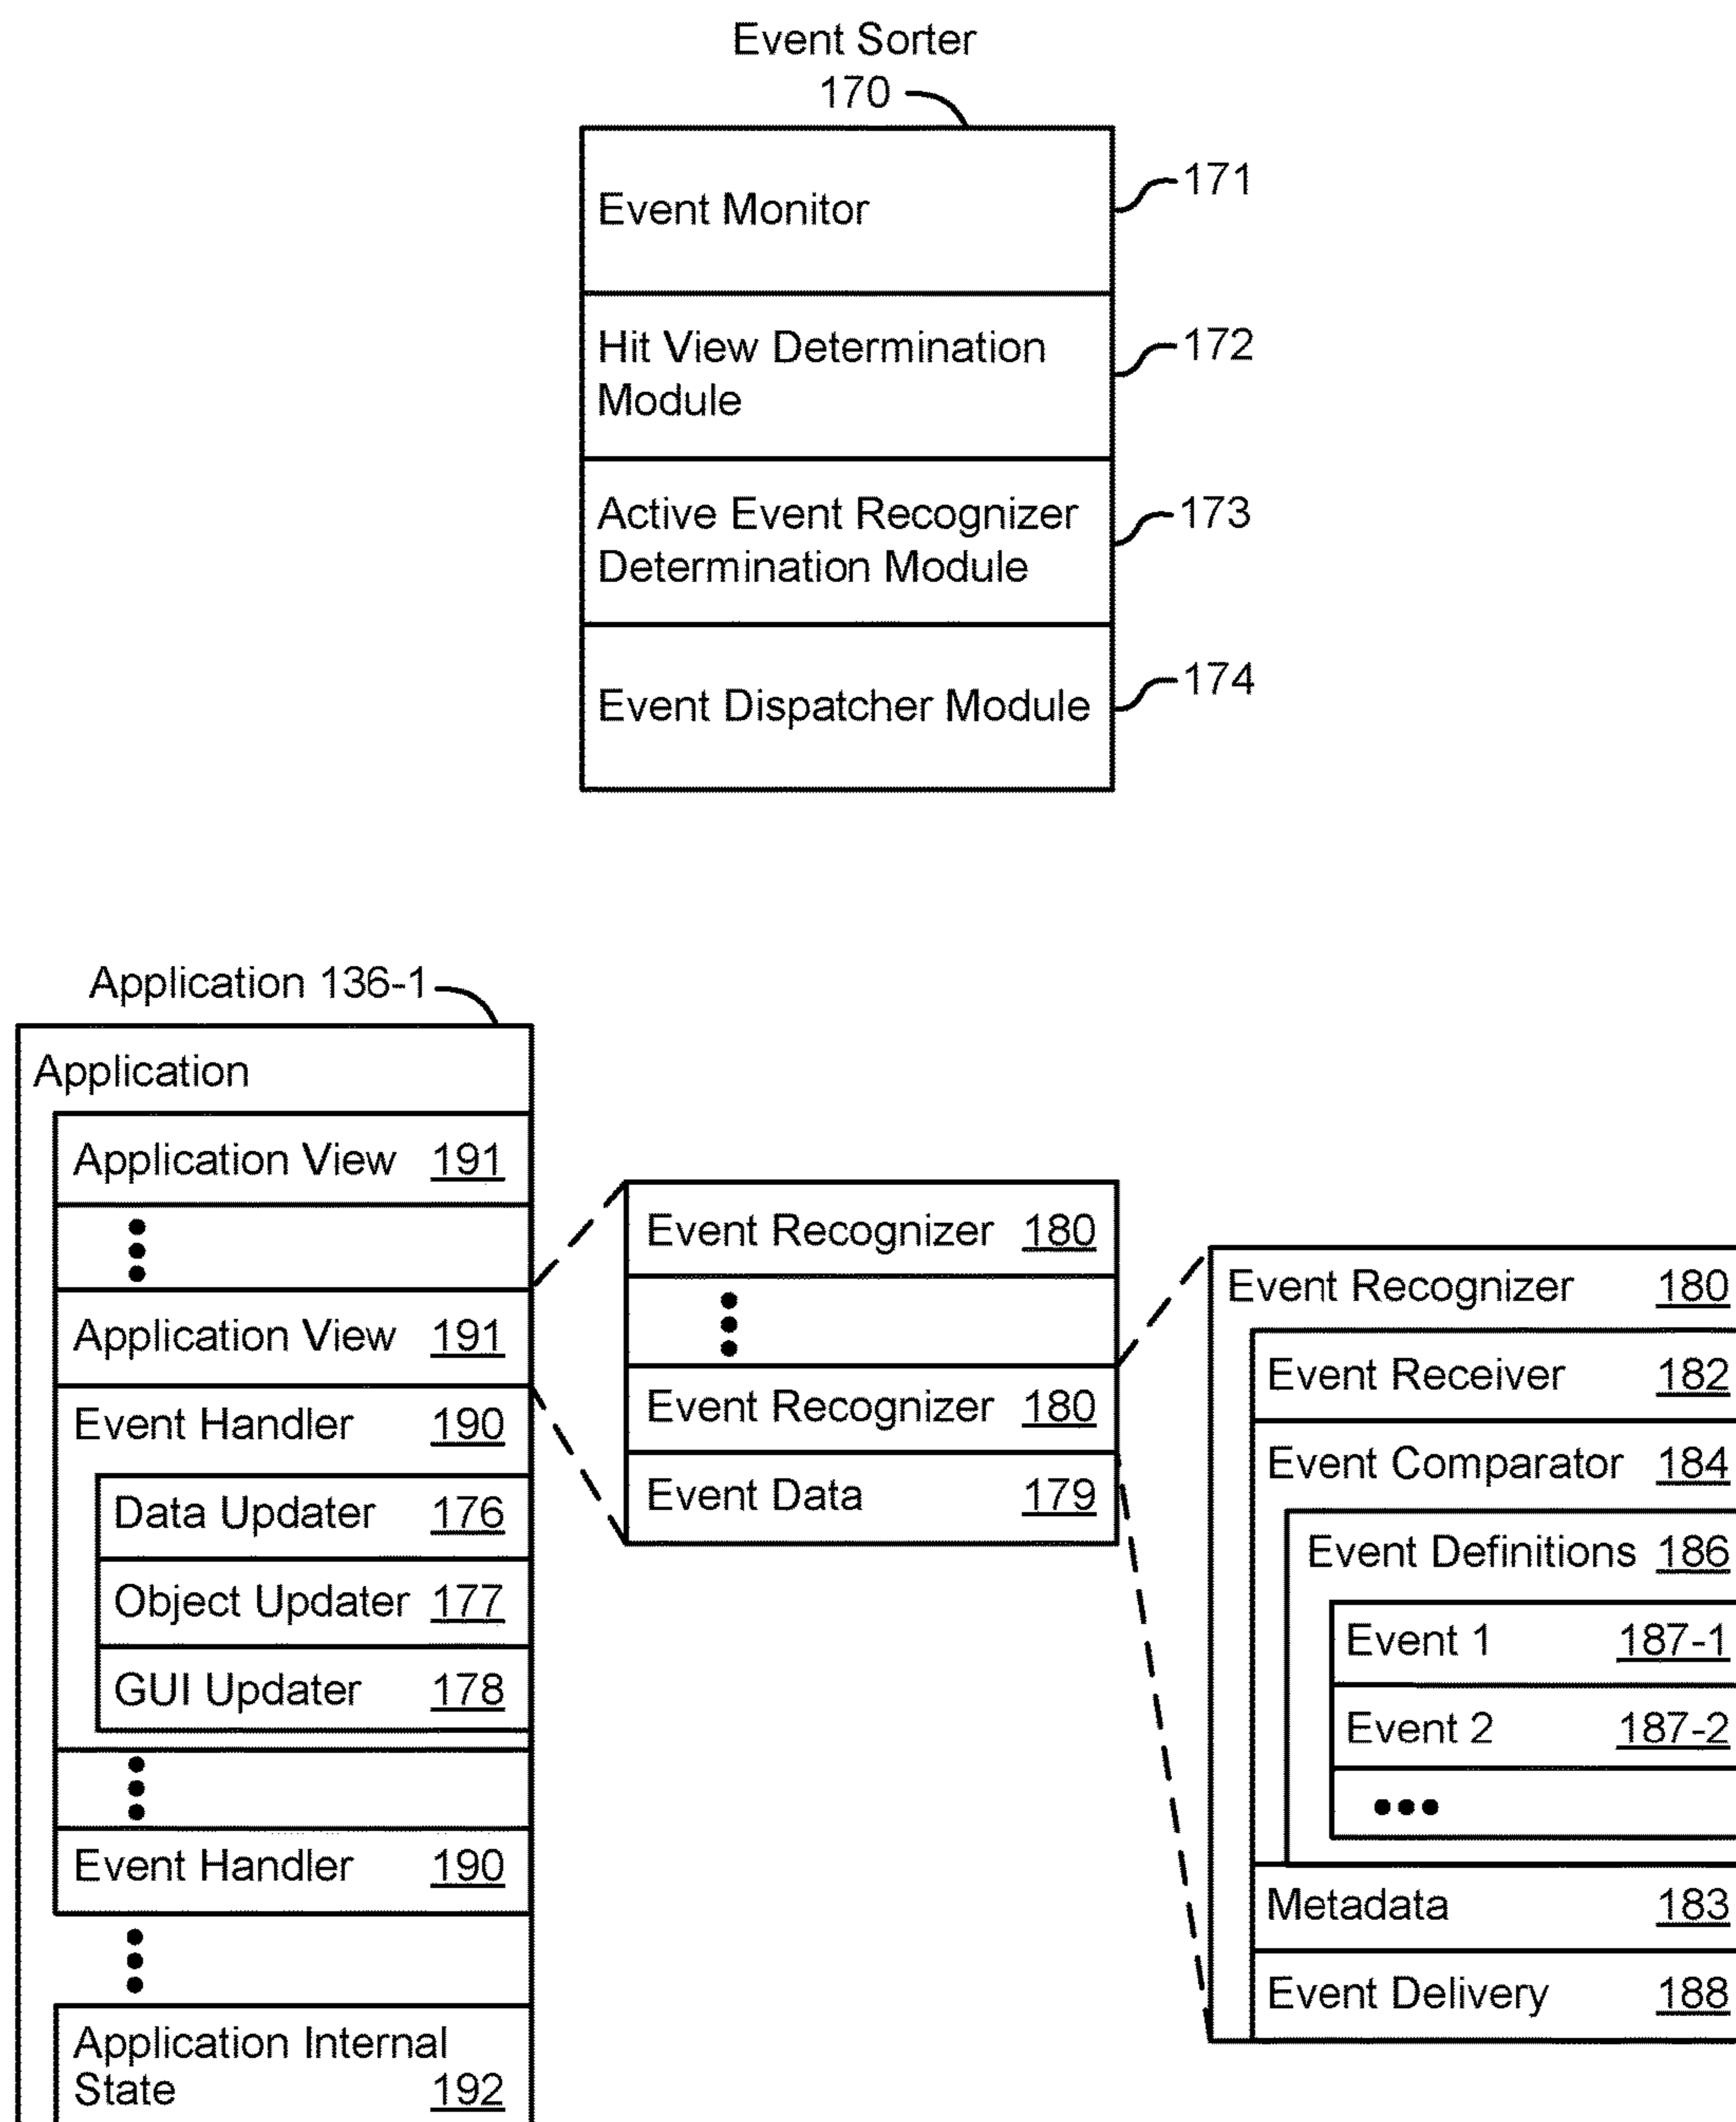 Event Sorter
170
Event Monitor
171
Hit View Determination
Module
172
Active Event Recognizer
Determination Module
173
Event Dispatcher Module
174
Application 136-1
Application
Application View 191
Application View 191
Event Handler 190
Data Updater 176
Object Updater 177
GUI Updater 178
Event Handler 190
Application Internal
State 192
Event Recognizer 180
Event Recognizer 180
Event Data 179
Event Recognizer 180
Event Receiver 182
Event Comparator 184
Event Definitions 186
Event 1 187-1
Event 2 187-2
Metadata 183
Event Delivery 188